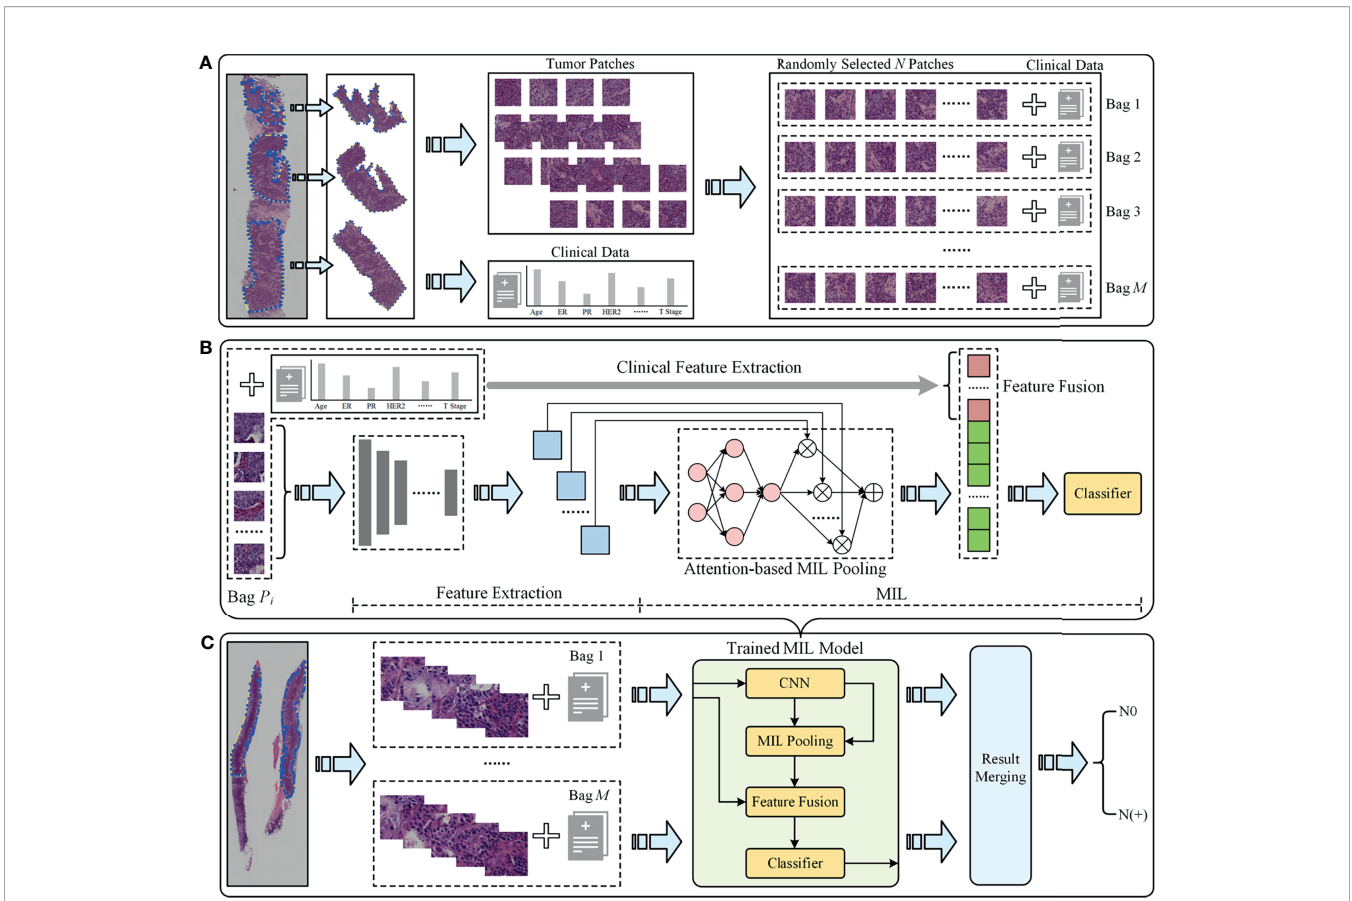 A
Tumor Patches
Randomly Selected N Patches
Clinical Data
...... Bag 1
...... Bag 2
...... Bag 3
......
...... Bag M
Clinical Data
Age ER PR HER2 ...... T Stage
B
Age ER PR HER2 ...... T Stage
Clinical Feature Extraction
......
Feature Fusion
......
......
......
......
......
Classifier
Attention-based MIL Pooling
Bag Pi
Feature Extraction
MIL
C
Bag 1
......
Bag M
Trained MIL Model
CNN
MIL Pooling
Feature Fusion
Classifier
Result
Merging
N0
N(+)